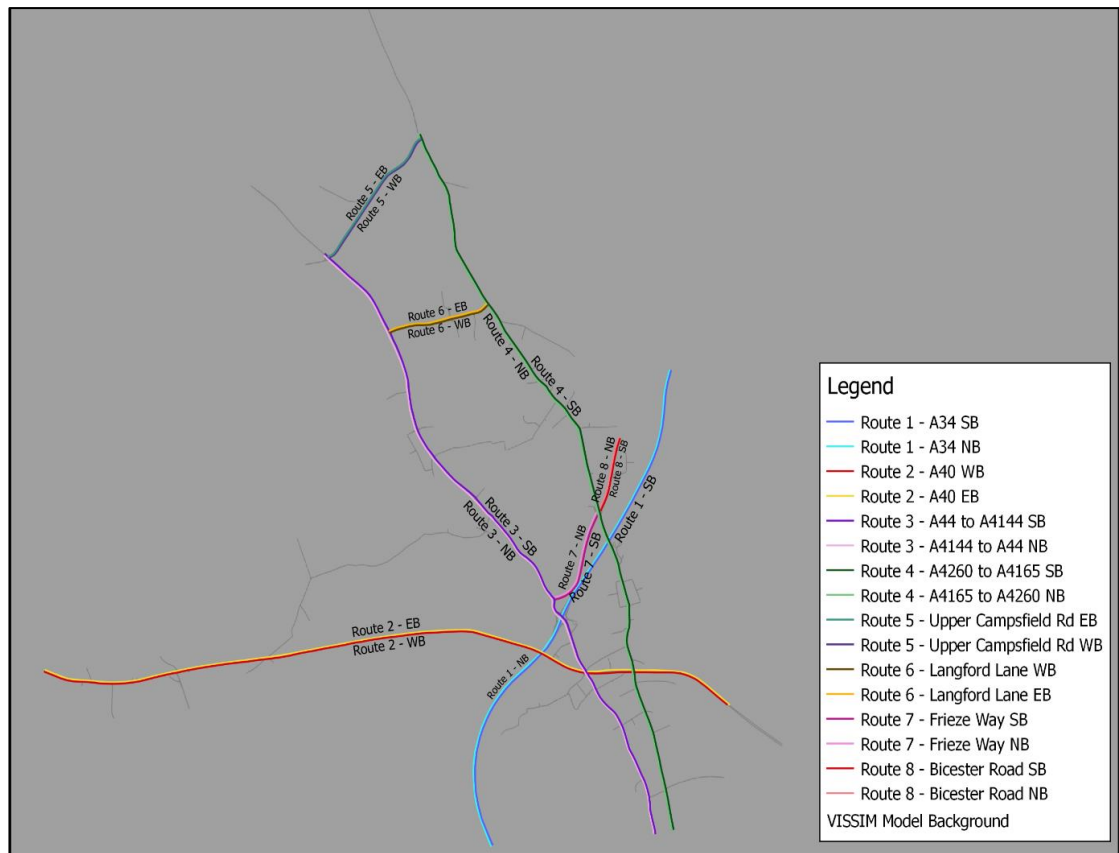 Route 5 - EB
Route 5 - WB
Route 6 - EB
Route 6 - WB
Route 4 - NB
Route 4 - SB
Route 8 - NB
Route 8 - SB
Route 1 - SB
Route 3 - SB
Route 3 - NB
Route 7 - NB
Route 7 - SB
Route 2 - EB
Route 2 - WB
Route 1 - NB
Legend
Route 1 - A34 SB
Route 1 - A34 NB
Route 2 - A40 WB
Route 2 - A40 EB
Route 3 - A44 to A4144 SB
Route 3 - A4144 to A44 NB
Route 4 - A4260 to A4165 SB
Route 4 - A4165 to A4260 NB
Route 5 - Upper Campsfield Rd EB
Route 5 - Upper Campsfield Rd WB
Route 6 - Langford Lane WB
Route 6 - Langford Lane EB
Route 7 - Frieze Way SB
Route 7 - Frieze Way NB
Route 8 - Bicester Road SB
Route 8 - Bicester Road NB
VISSIM Model Background